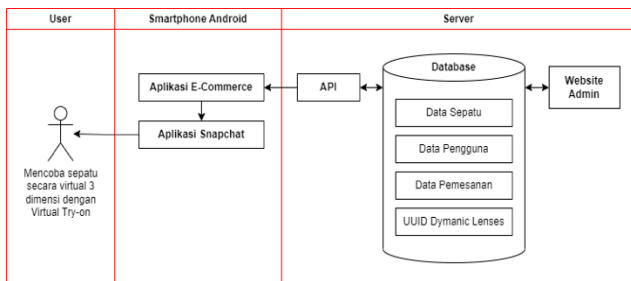 User
Smartphone Android
Server
Aplikasi E-Commerce
Aplikasi Snapchat
Mencoba sepatu
secara virtual 3
dimensi dengan
Virtual Try-on
API
Database
Data Sepatu
Data Pengguna
Data Pemesanan
UUID Dymanic Lenses
Website
Admin